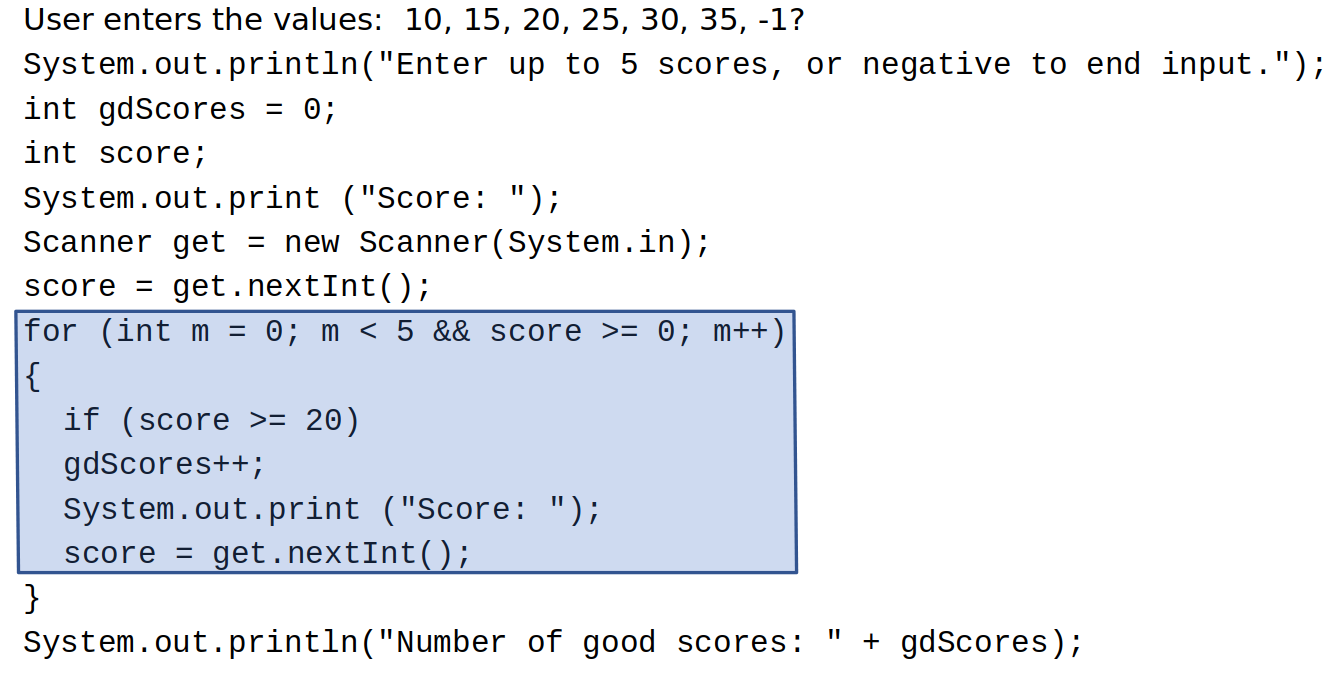 User enters the values: 10, 15, 20, 25, 30, 35, -1?
System.out.println("Enter up to 5 scores, or negative to end input.");
int gdScores = 0;
int score;
System.out.print ("Score: ");
Scanner get = new Scanner(System.in);
score = get.nextInt();
for (int m = 0; m < 5 && score >= 0; m++)
{
if (score >= 20)
gdScores++;
System.out.print ("Score: ");
score = get.nextInt();
}
System.out.println("Number of good scores: " + gdScores);